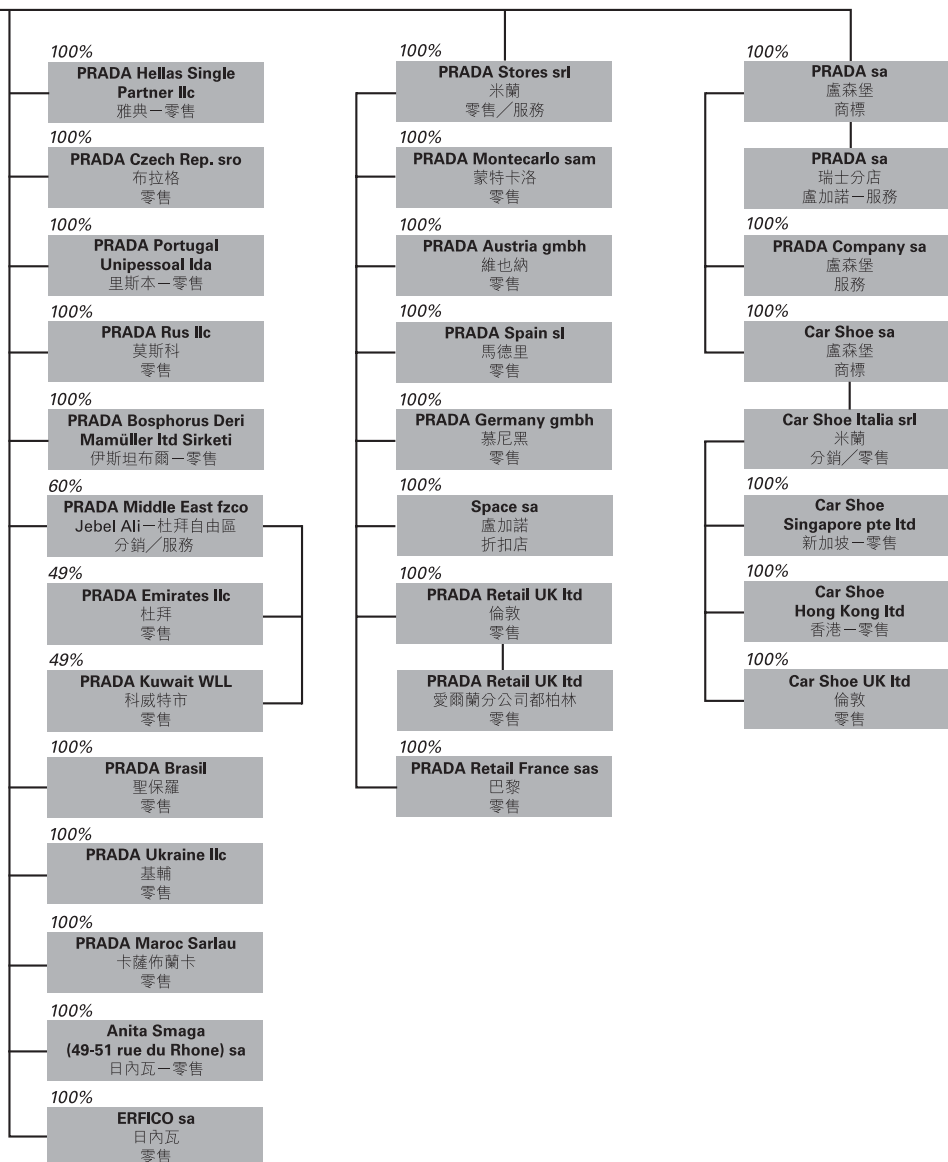 100%
PRADA Hellas Single
Partner llc
雅典－零售
100%
PRADA Czech Rep. sro
布拉格
零售
100%
PRADA Portugal
Unipessoal lda
里斯本－零售
100%
PRADA Rus llc
莫斯科
零售
100%
PRADA Bosphorus Deri
Mamüller ltd Sirketi
伊斯坦布爾－零售
60%
PRADA Middle East fzco
Jebel Ali－杜拜自由區
分銷／服務
49%
PRADA Emirates llc
杜拜
零售
49%
PRADA Kuwait WLL
科威特市
零售
100%
PRADA Brasil
聖保羅
零售
100%
PRADA Ukraine llc
基輔
零售
100%
PRADA Maroc Sarlau
卡薩佈蘭卡
零售
100%
Anita Smaga
(49-51 rue du Rhone) sa
日內瓦－零售
100%
ERFICO sa
日內瓦
零售
100%
PRADA Stores srl
米蘭
零售／服務
100%
PRADA Montecarlo sam
蒙特卡洛
零售
100%
PRADA Austria gmbh
維也納
零售
100%
PRADA Spain sl
馬德里
零售
100%
PRADA Germany gmbh
慕尼黑
零售
100%
Space sa
盧加諾
折扣店
100%
PRADA Retail UK ltd
倫敦
零售
PRADA Retail UK ltd
愛爾蘭分公司都柏林
零售
100%
PRADA Retail France sas
巴黎
零售
100%
PRADA sa
盧森堡
商標
PRADA sa
瑞士分店
盧加諾－服務
100%
PRADA Company sa
盧森堡
服務
100%
Car Shoe sa
盧森堡
商標
Car Shoe Italia srl
米蘭
分銷／零售
100%
Car Shoe
Singapore pte ltd
新加坡－零售
100%
Car Shoe
Hong Kong ltd
香港－零售
100%
Car Shoe UK ltd
倫敦
零售